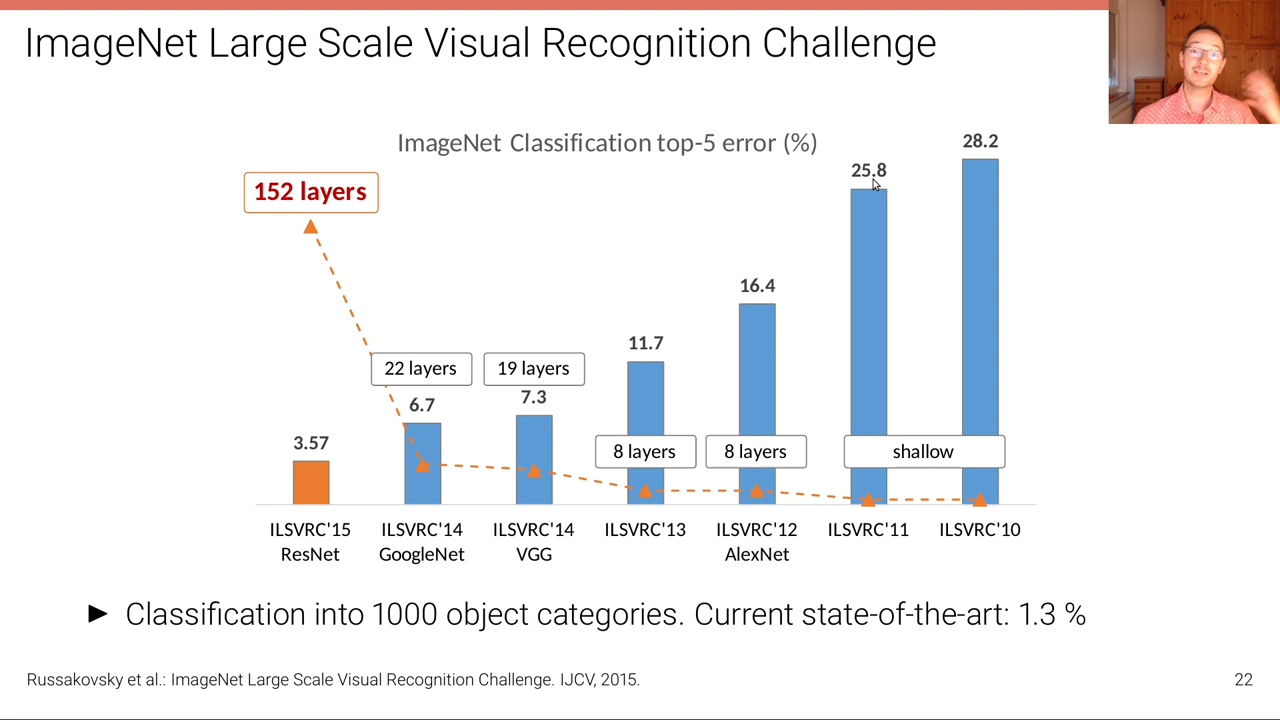 ImageNet Large Scale Visual Recognition Challenge
ImageNet Classification top-5 error (%)
28.2
25.8
152 layers
16.4
11.7
22 layers
19 layers
6.7
7.3
3.57
8 layers
8 layers
shallow
ILSVRC'15
ResNet
ILSVRC'14
GoogleNet
ILSVRC'14
VGG
ILSVRC'13
ILSVRC'12
AlexNet
ILSVRC'11
ILSVRC'10
► Classification into 1000 object categories. Current state-of-the-art: 1.3 %
Russakovsky et al.: ImageNet Large Scale Visual Recognition Challenge. IJCV, 2015.
22